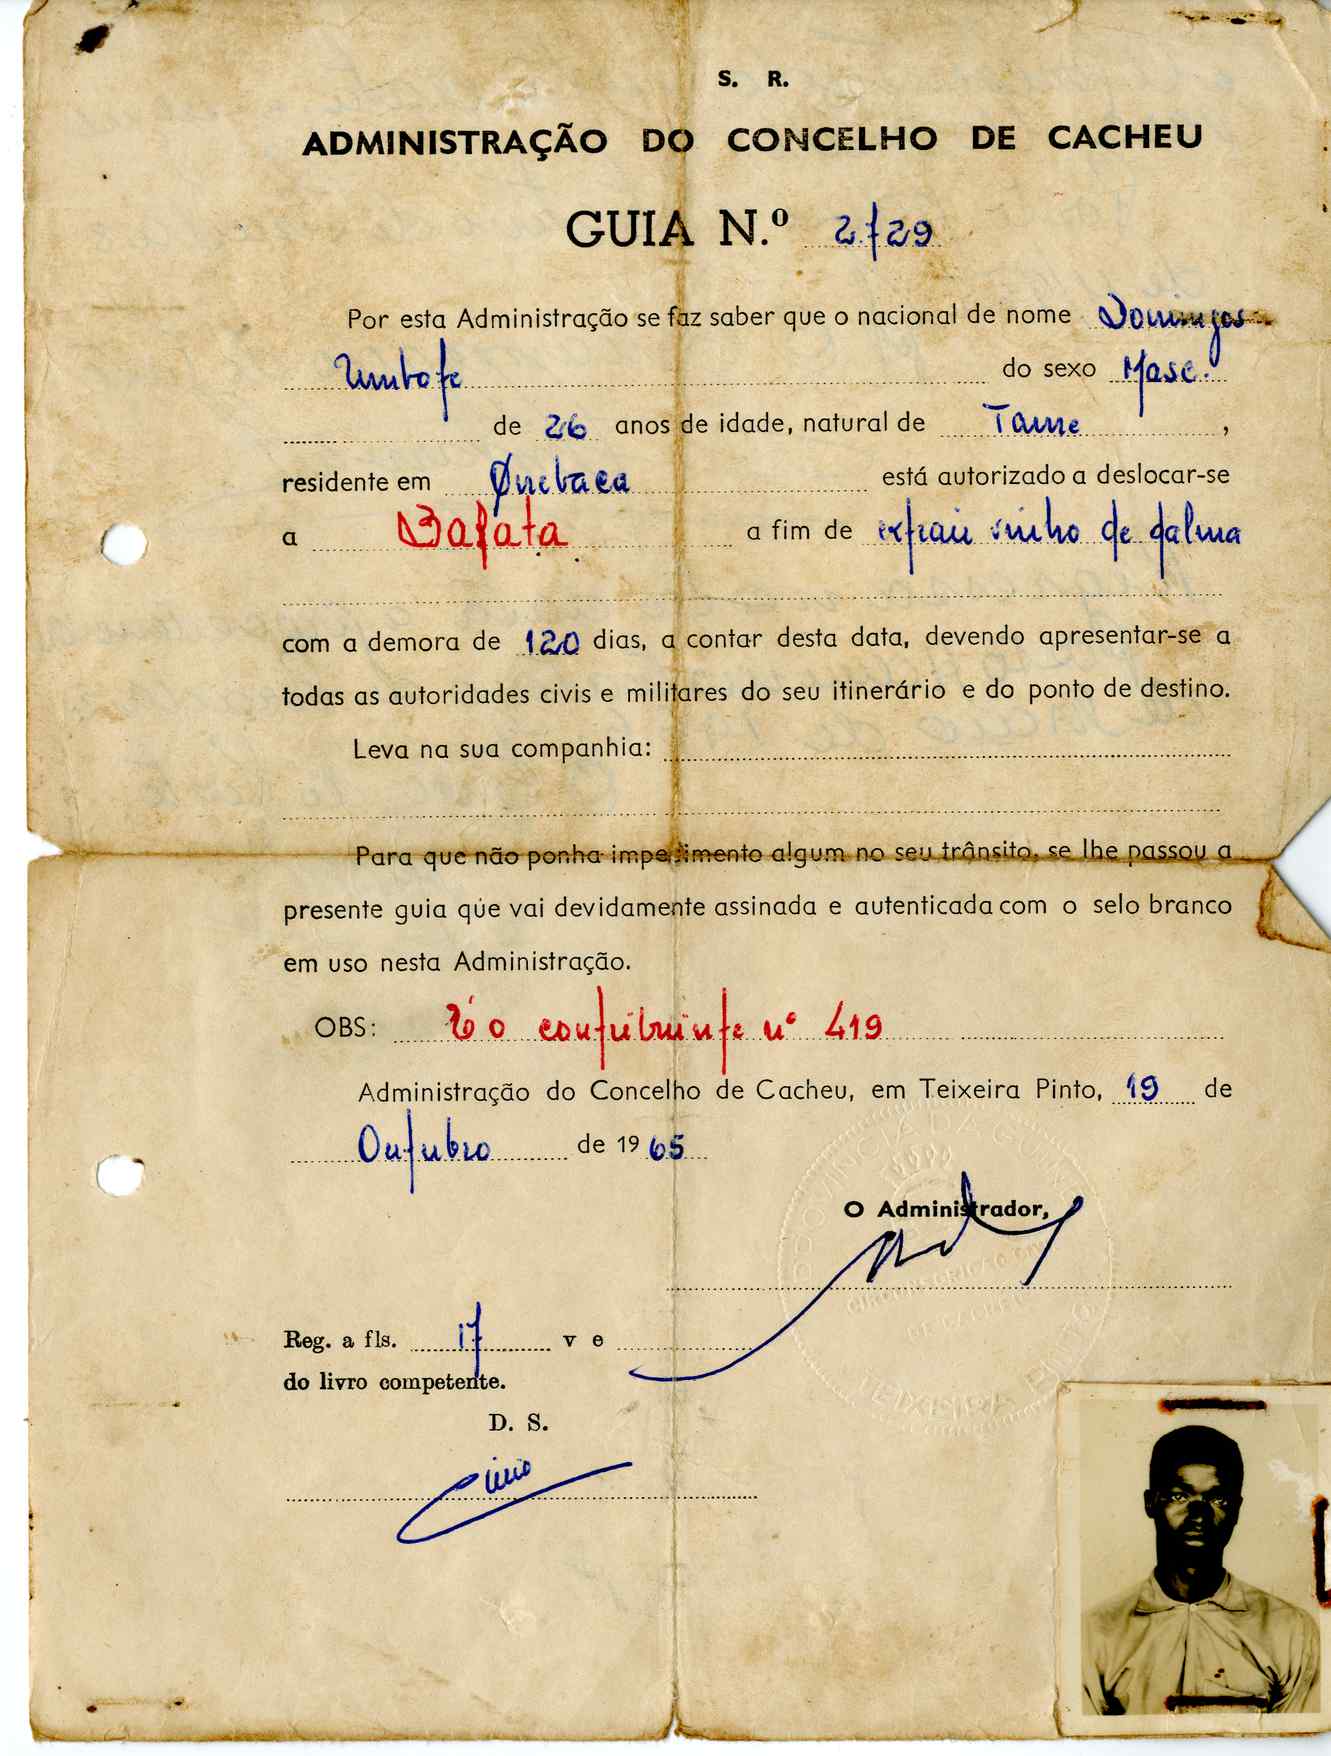 S. R.
ADMINISTRAÇÃO DO CONCELHO DE CACHEU
GUIA N.º 2/29
Por esta Administração se faz saber que o nacional de nome Domingos
do sexo Masc.
de 26 anos de idade, natural de Tame,
residente em está autorizado a deslocar-se
a Bafata a fim de extrair vinho de palma
com a demora de 120 dias, a contar desta data, devendo apresentar-se a
todas as autoridades civis e militares do seu itinerário e do ponto de destino.
Leva na sua companhia:
Para que não ponha impedimento algum no seu trânsito, se lhe passou a
presente guia que vai devidamente assinada e autenticada com o selo branco
em uso nesta Administração.
OBS: É o contribuinte nº 419
Administração do Concelho de Cacheu, em Teixeira Pinto, 19 de
Outubro de 1965
O Administrador,
Reg. a fls. 17 v e
do livro competente.
D. S.